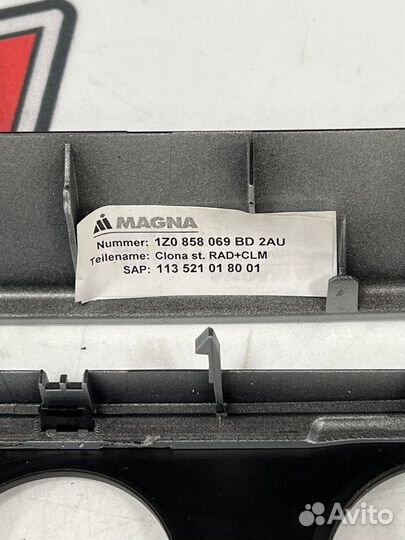 MAGNA
Nummer: 1Z0 858 069 BD 2AU
Teilename: Clona st. RAD+CLM
SAP: 113 521 01 80 01
Avito